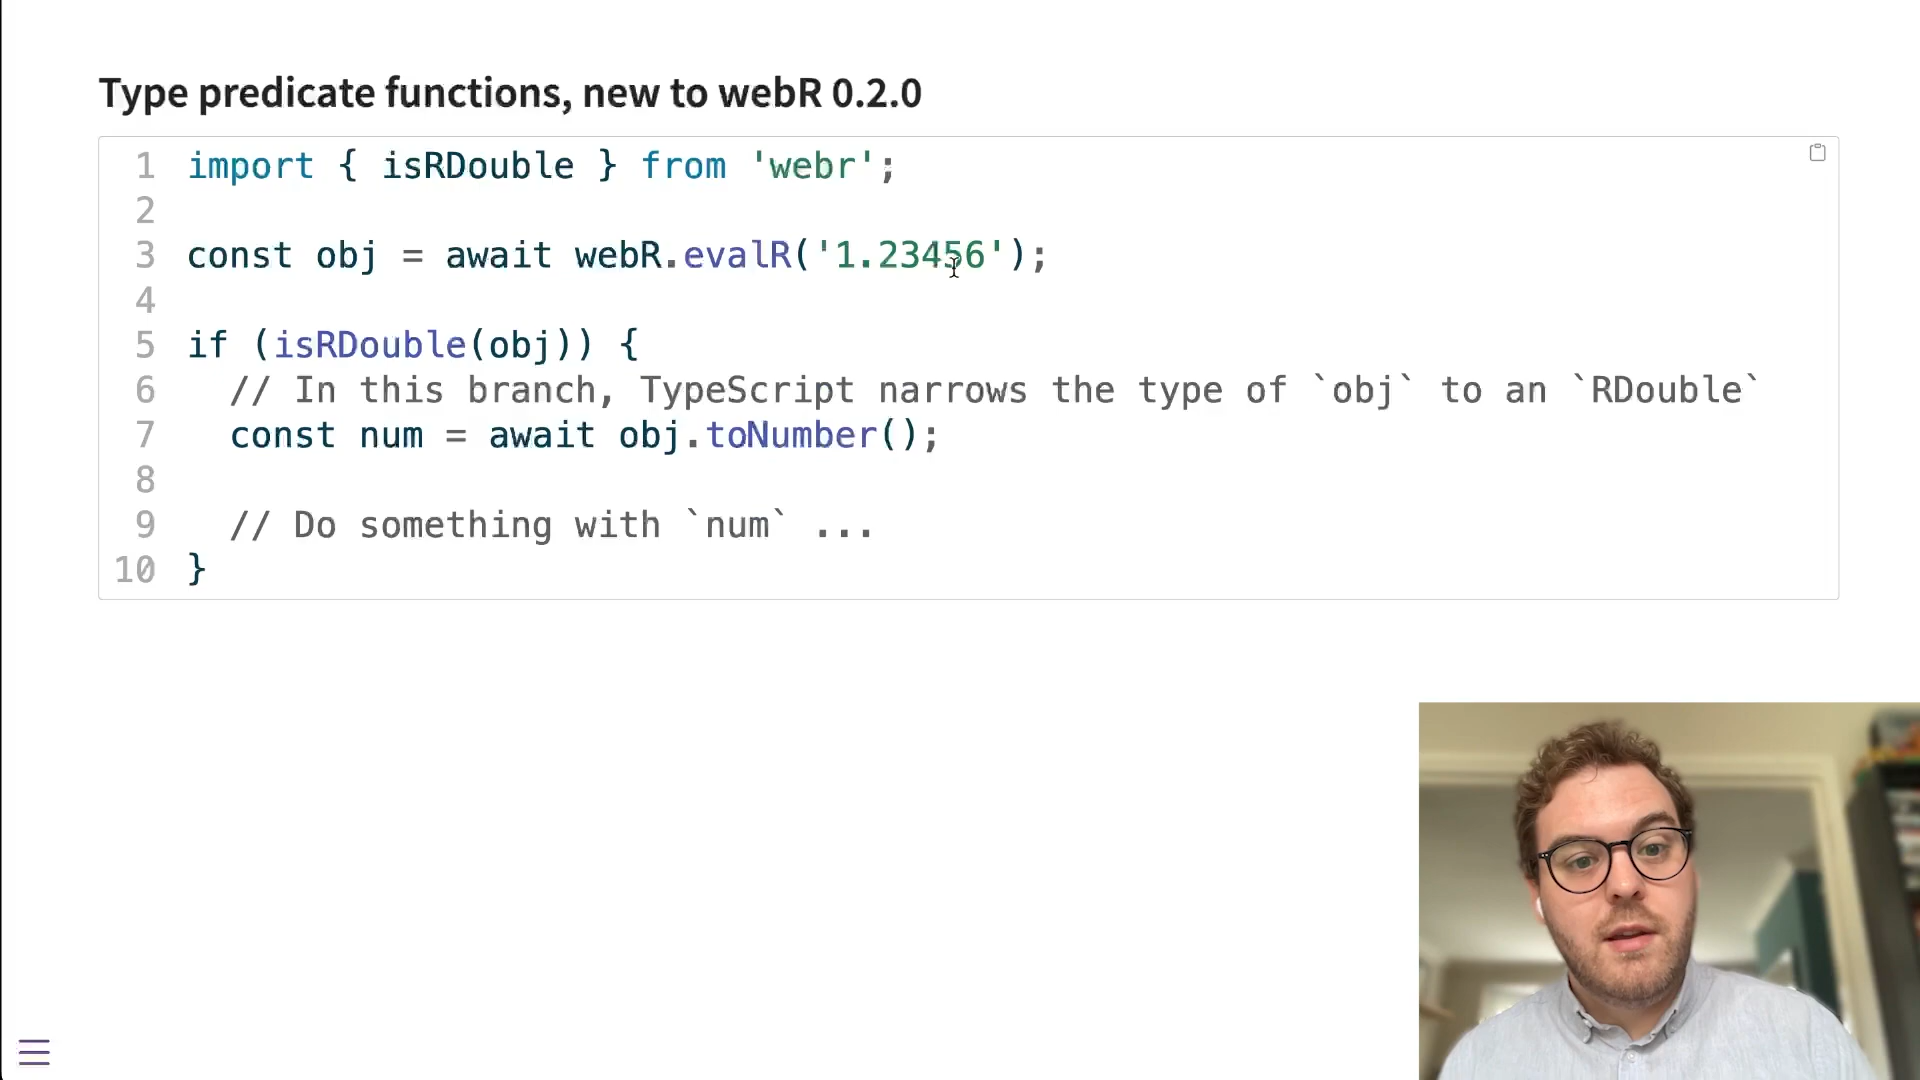 Type predicate functions, new to webR 0.2.0
1 import { isRDouble } from 'webr';
2
3 const obj = await webR.evalR('1.23456');
4
5 if (isRDouble(obj)) {
6 // In this branch, TypeScript narrows the type of `obj` to an `RDouble`
7 const num = await obj.toNumber();
8
9 // Do something with `num` ...
10 }